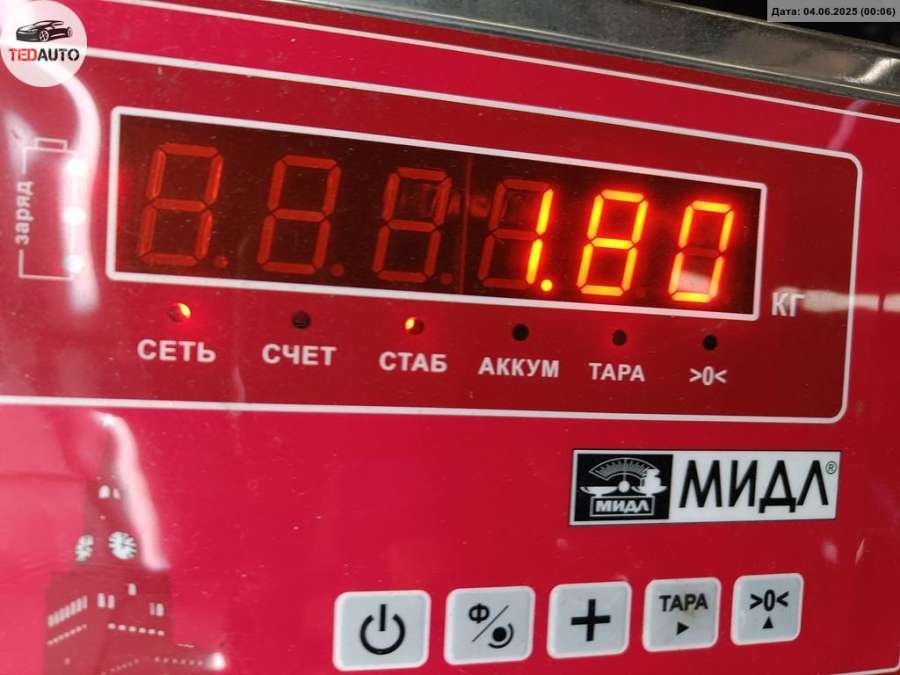 Дата: 04.06.2025 (00:06)
TEDAUTO
заряд
1.80
КГ
СЕТЬ СЧЕТ СТАБ АККУМ ТАРА >0<
МИДЛ МИДЛ®
Ф ТАРА >0<